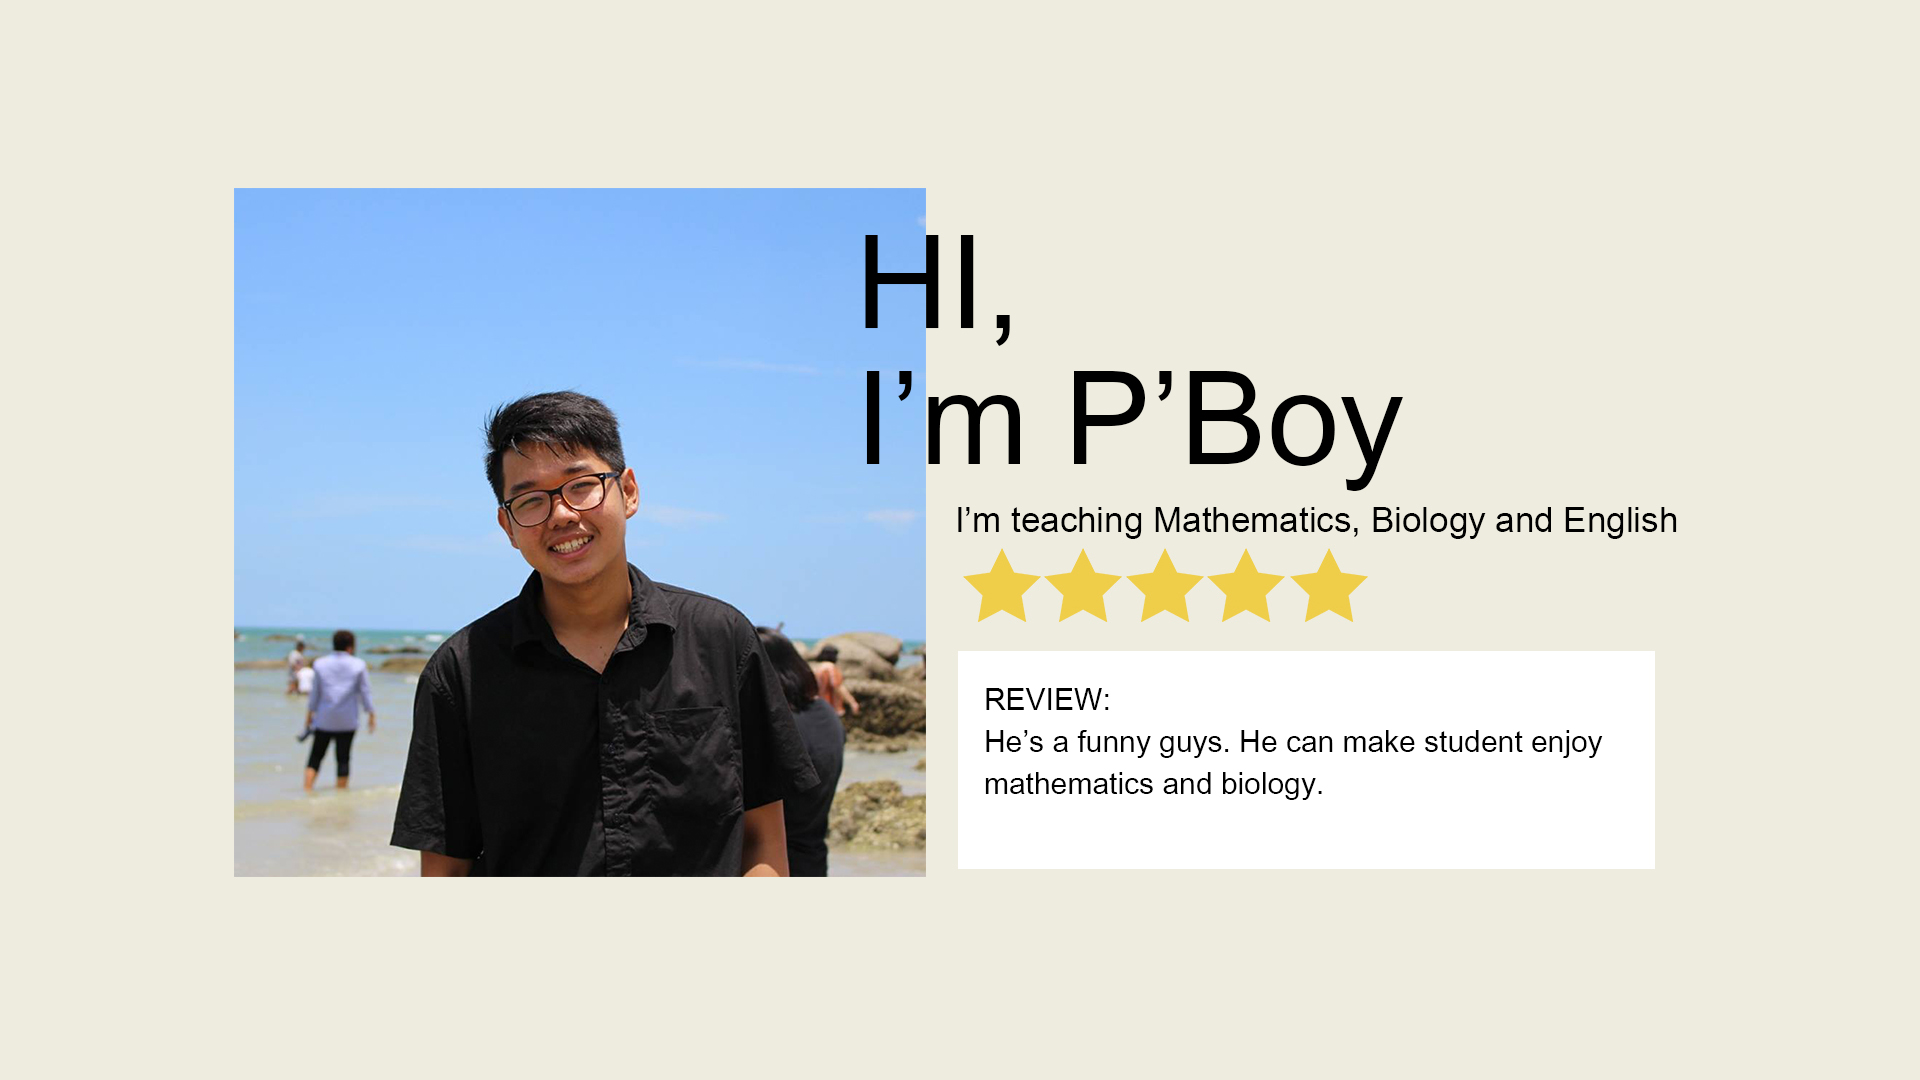 HI,
I’m P’Boy
I’m teaching Mathematics, Biology and English
REVIEW:
He’s a funny guys. He can make student enjoy
mathematics and biology.